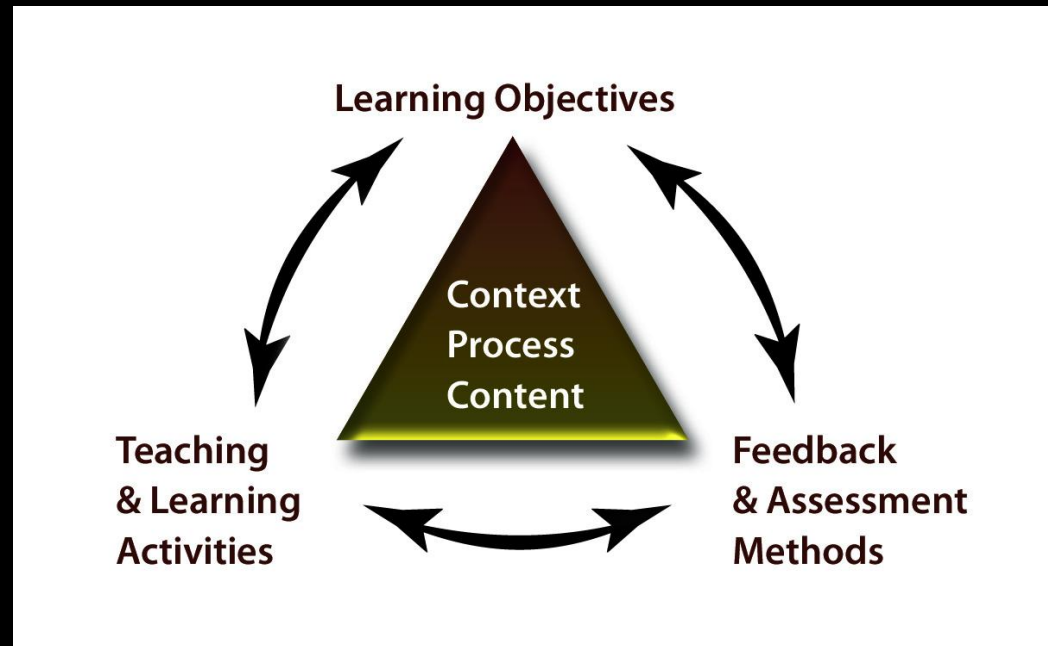 Learning Objectives
Context
Process
Content
Teaching
& Learning
Activities
Feedback
& Assessment
Methods